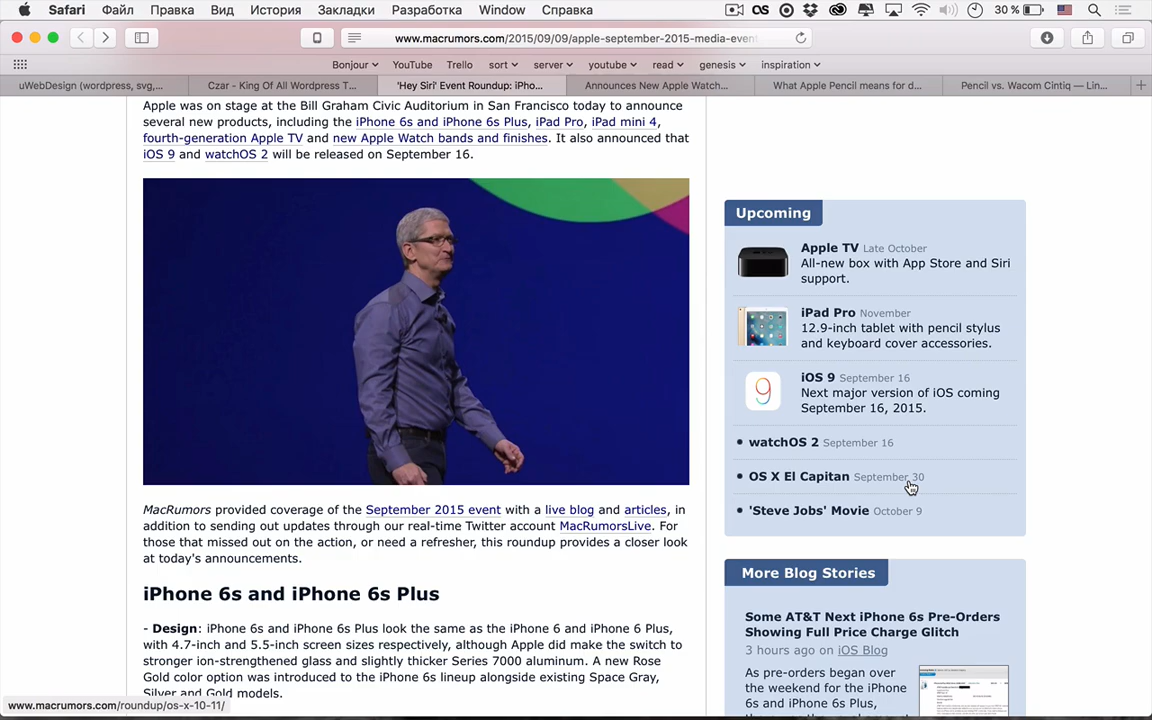 Safari Файл Правка Вид История Закладки Разработка Window Справка 30 %
www.macrumors.com/2015/09/09/apple-september-2015-media-even
Bonjour YouTube Trello sort server youtube read genesis inspiration
uWebDesign (wordpress, svg,... Czar - King Of All Wordpress T... 'Hey Siri' Event Roundup: iPho... Announces New Apple Watch... What Apple Pencil means for d... Pencil vs. Wacom Cintiq — Lin...
Apple was on stage at the Bill Graham Civic Auditorium in San Francisco today to announce
several new products, including the iPhone 6s and iPhone 6s Plus, iPad Pro, iPad mini 4,
fourth-generation Apple TV and new Apple Watch bands and finishes. It also announced that
iOS 9 and watchOS 2 will be released on September 16.
MacRumors provided coverage of the September 2015 event with a live blog and articles, in
addition to sending out updates through our real-time Twitter account MacRumorsLive. For
those that missed out on the action, or need a refresher, this roundup provides a closer look
at today's announcements.
iPhone 6s and iPhone 6s Plus
- Design: iPhone 6s and iPhone 6s Plus look the same as the iPhone 6 and iPhone 6 Plus,
with 4.7-inch and 5.5-inch screen sizes respectively, although Apple did make the switch to
stronger ion-strengthened glass and slightly thicker Series 7000 aluminum. A new Rose
Gold color option was introduced to the iPhone 6s lineup alongside existing Space Gray,
Silver and Gold models.
Upcoming
Apple TV Late October
All-new box with App Store and Siri
support.
iPad Pro November
12.9-inch tablet with pencil stylus
and keyboard cover accessories.
iOS 9 September 16
Next major version of iOS coming
September 16, 2015.
watchOS 2 September 16
OS X El Capitan September 30
'Steve Jobs' Movie October 9
More Blog Stories
Some AT&T Next iPhone 6s Pre-Orders
Showing Full Price Charge Glitch
3 hours ago on iOS Blog
As pre-orders began over
the weekend for the iPhone
6s and iPhone 6s Plus,
www.macrumors.com/roundup/os-x-10-11/